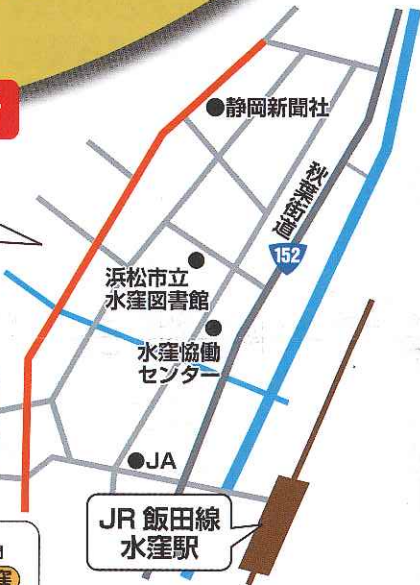 静岡新聞社
秋葉街道
152
浜松市立
水窪図書館
水窪協働
センター
JA
JR 飯田線
水窪駅
窪